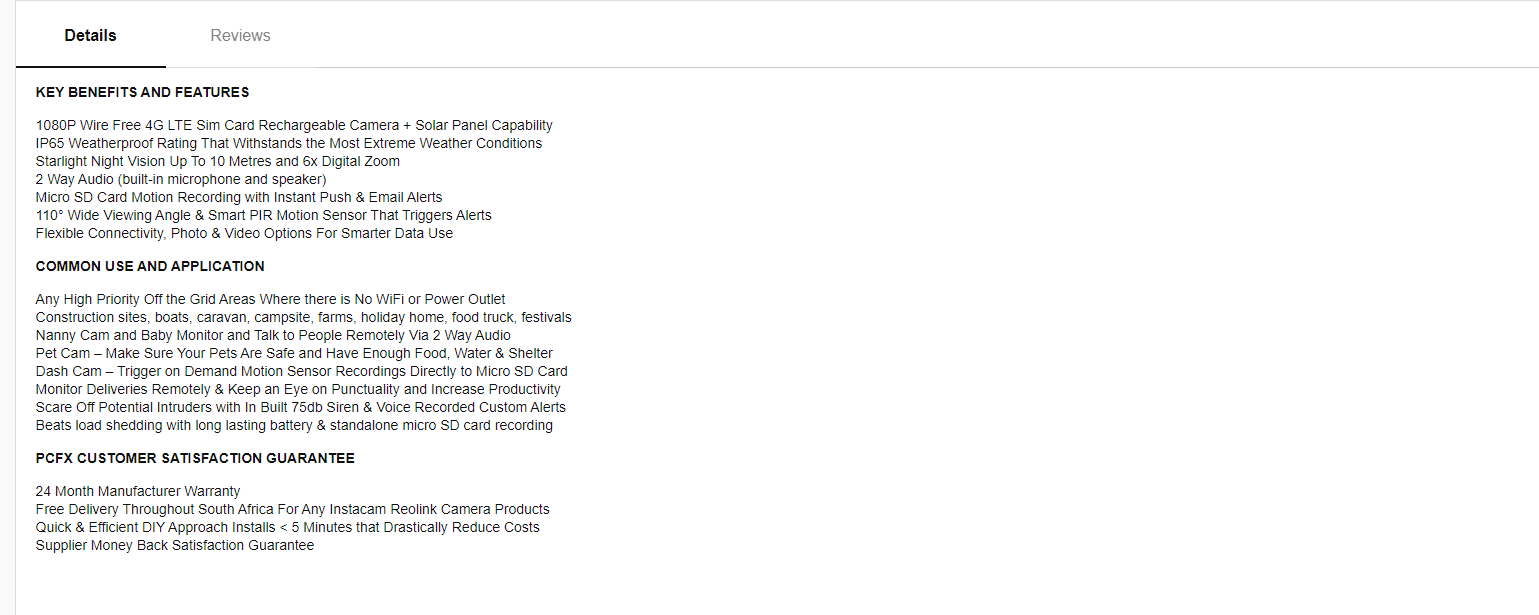 Details
Reviews
KEY BENEFITS AND FEATURES
1080P Wire Free 4G LTE Sim Card Rechargeable Camera + Solar Panel Capability
IP65 Weatherproof Rating That Withstands the Most Extreme Weather Conditions
Starlight Night Vision Up To 10 Metres and 6x Digital Zoom
2 Way Audio (built-in microphone and speaker)
Micro SD Card Motion Recording with Instant Push & Email Alerts
110° Wide Viewing Angle & Smart PIR Motion Sensor That Triggers Alerts
Flexible Connectivity, Photo & Video Options For Smarter Data Use
COMMON USE AND APPLICATION
Any High Priority Off the Grid Areas Where there is No WiFi or Power Outlet
Construction sites, boats, caravan, campsite, farms, holiday home, food truck, festivals
Nanny Cam and Baby Monitor and Talk to People Remotely Via 2 Way Audio
Pet Cam – Make Sure Your Pets Are Safe and Have Enough Food, Water & Shelter
Dash Cam – Trigger on Demand Motion Sensor Recordings Directly to Micro SD Card
Monitor Deliveries Remotely & Keep an Eye on Punctuality and Increase Productivity
Scare Off Potential Intruders with In Built 75db Siren & Voice Recorded Custom Alerts
Beats load shedding with long lasting battery & standalone micro SD card recording
PCFX CUSTOMER SATISFACTION GUARANTEE
24 Month Manufacturer Warranty
Free Delivery Throughout South Africa For Any Instacam Reolink Camera Products
Quick & Efficient DIY Approach Installs < 5 Minutes that Drastically Reduce Costs
Supplier Money Back Satisfaction Guarantee